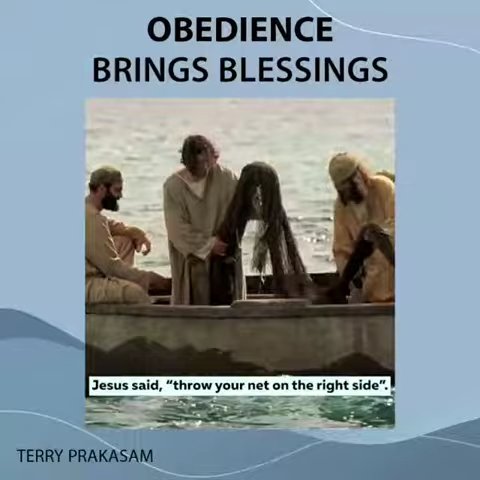 OBEDIENCE
BRINGS BLESSINGS
Jesus said, “throw your net on the right side”.
TERRY PRAKASAM